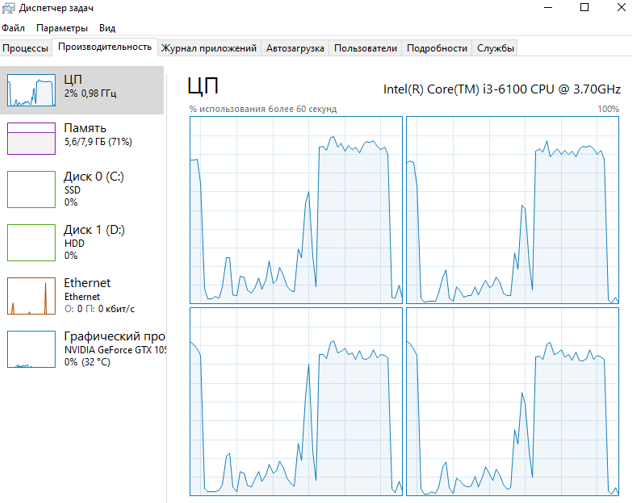 Диспетчер задач
Файл Параметры Вид
Процессы Производительность Журнал приложений Автозагрузка Пользователи Подробности Службы
ЦП
2% 0,98 ГГц
Память
5,6/7,9 ГБ (71%)
Диск 0 (C:)
SSD
0%
Диск 1 (D:)
HDD
0%
Ethernet
Ethernet
О: 0 П: 0 кбит/с
Графический про
NVIDIA GeForce GTX 105
0% (32 °C)
ЦП Intel(R) Core(TM) i3-6100 CPU @ 3.70GHz
% использования более 60 секунд 100%